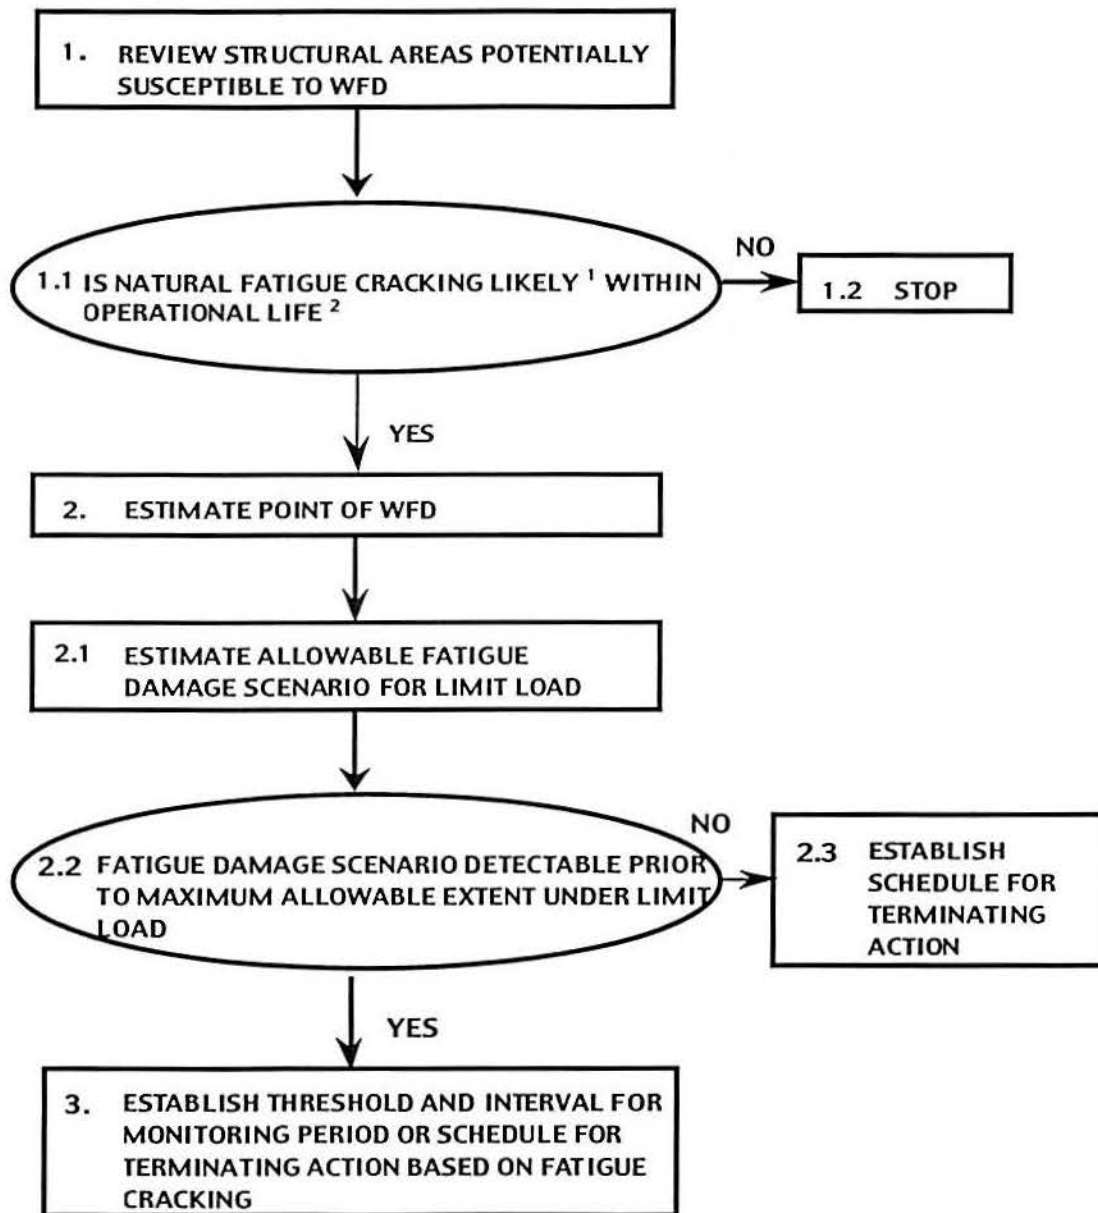 1. REVIEW STRUCTURAL AREAS POTENTIALLY
SUSCEPTIBLE TO WFD
1.1 IS NATURAL FATIGUE CRACKING LIKELY ¹ WITHIN
OPERATIONAL LIFE ²
NO
1.2 STOP
YES
2. ESTIMATE POINT OF WFD
2.1 ESTIMATE ALLOWABLE FATIGUE
DAMAGE SCENARIO FOR LIMIT LOAD
2.2 FATIGUE DAMAGE SCENARIO DETECTABLE PRIOR
TO MAXIMUM ALLOWABLE EXTENT UNDER LIMIT
LOAD
NO
2.3 ESTABLISH
SCHEDULE FOR
TERMINATING
ACTION
YES
3. ESTABLISH THRESHOLD AND INTERVAL FOR
MONITORING PERIOD OR SCHEDULE FOR
TERMINATING ACTION BASED ON FATIGUE
CRACKING